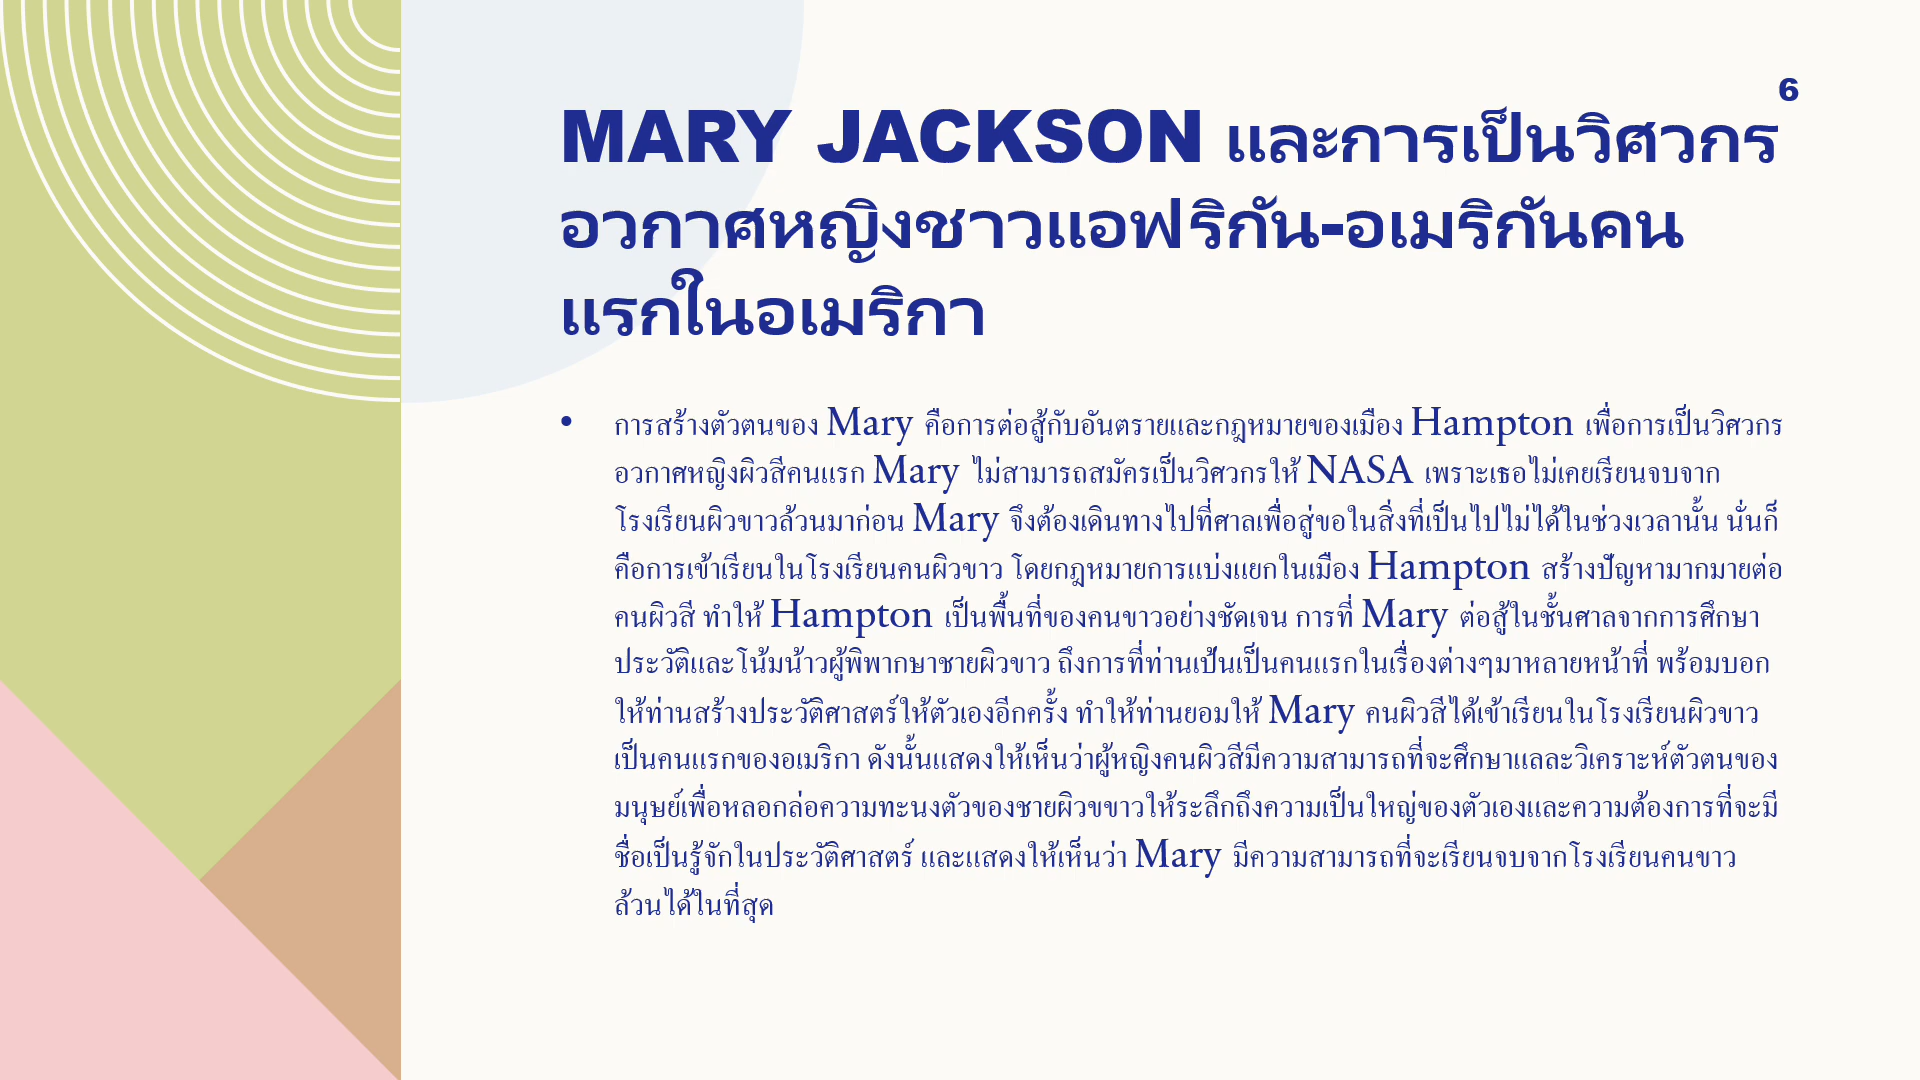 6
MARY JACKSON และการเป็นวิศวกร
อวกาศหญิงชาวแอฟริกัน-อเมริกันคน
แรกในอเมริกา
• การสร้างตัวตนของ Mary คือการต่อสู้กับอันตรายและกฎหมายของเมือง Hampton เพื่อการเป็นวิศวกร
อวกาศหญิงผิวสีคนแรก Mary ไม่สามารถสมัครเป็นวิศวกรให้ NASA เพราะเธอไม่เคยเรียนจบจาก
โรงเรียนผิวขาวล้วนมาก่อน Mary จึงต้องเดินทางไปที่ศาลเพื่อสู่ขอในสิ่งที่เป็นไปไม่ได้ในช่วงเวลานั้น นั่นก็
คือการเข้าเรียนในโรงเรียนคนผิวขาว โดยกฎหมายการแบ่งแยกในเมือง Hampton สร้างปัญหามากมายต่อ
คนผิวสี ทำให้ Hampton เป็นพื้นที่ของคนขาวอย่างชัดเจน การที่ Mary ต่อสู้ในชั้นศาลจากการศึกษา
ประวัติและโน้มน้าวผู้พิพากษาชายผิวขาว ถึงการที่ท่านเป้นเป็นคนแรกในเรื่องต่างๆมาหลายหน้าที่ พร้อมบอก
ให้ท่านสร้างประวัติศาสตร์ให้ตัวเองอีกครั้ง ทำให้ท่านยอมให้ Mary คนผิวสีได้เข้าเรียนในโรงเรียนผิวขาว
เป็นคนแรกของอเมริกา ดังนั้นแสดงให้เห็นว่าผู้หญิงคนผิวสีมีความสามารถที่จะศึกษาแลละวิเคราะห์ตัวตนของ
มนุษย์เพื่อหลอกล่อความทะนงตัวของชายผิวขขาวให้ระลึกถึงความเป็นใหญ่ของตัวเองและความต้องการที่จะมี
ชื่อเป็นรู้จักในประวัติศาสตร์ และแสดงให้เห็นว่า Mary มีความสามารถที่จะเรียนจบจากโรงเรียนคนขาว
ล้วนได้ในที่สุด